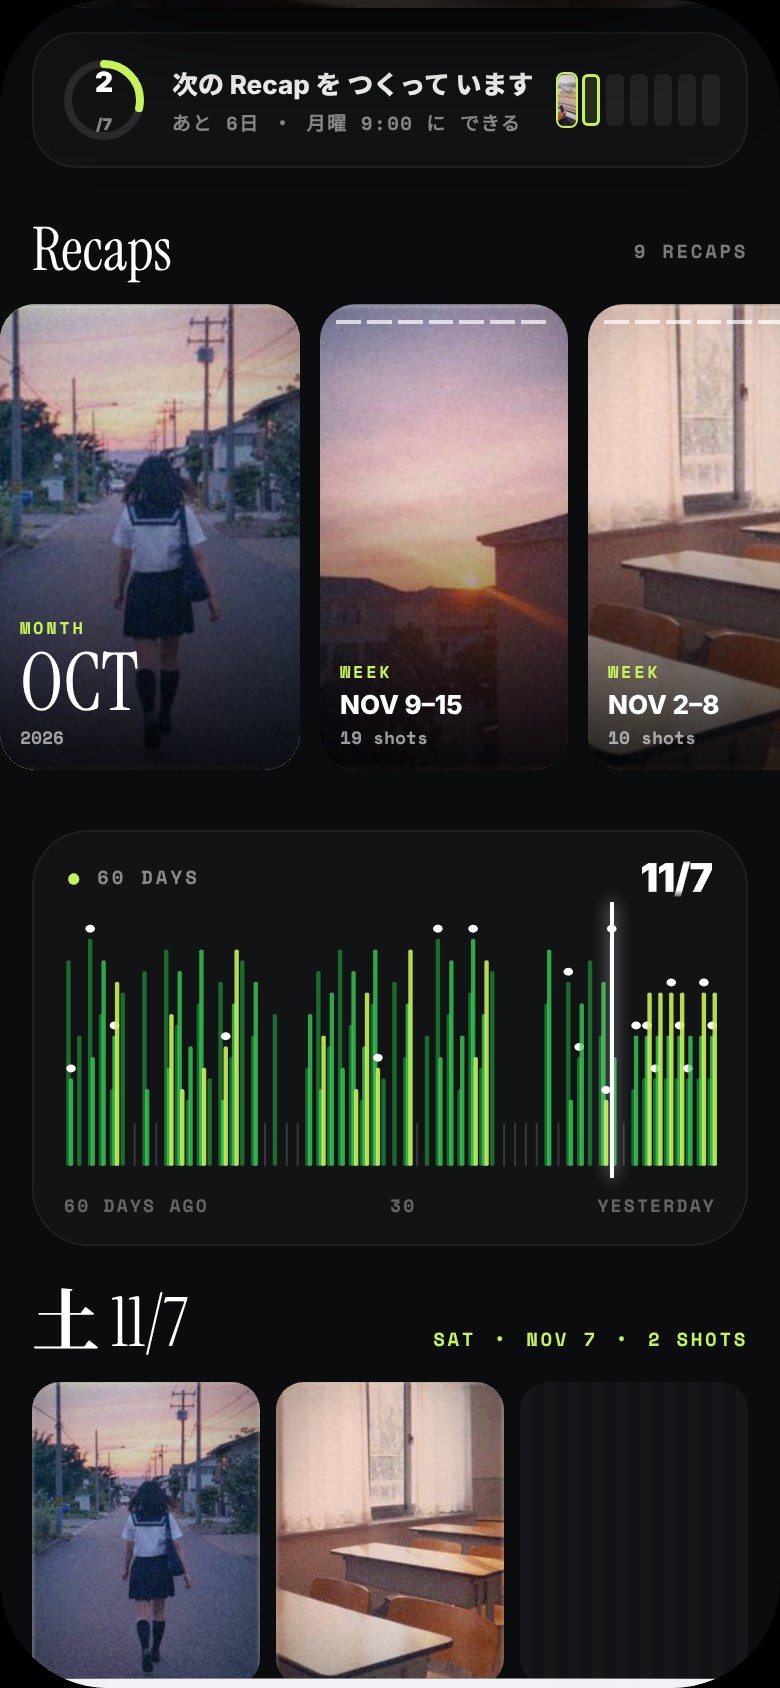 2
/7
次の Recap を つくって います
あと 6日 ・ 月曜 9:00 に できる
Recaps
9 RECAPS
MONTH
OCT
2026
WEEK
NOV 9–15
19 shots
WEEK
NOV 2–8
10 shots
60 DAYS
11/7
60 DAYS AGO
30
YESTERDAY
土 11/7
SAT • NOV 7 • 2 SHOTS